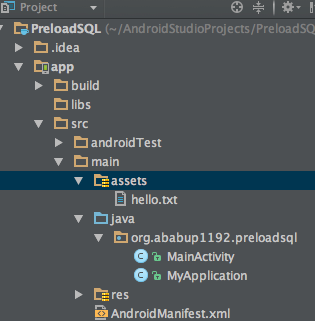 Project
PreloadSQL (~/AndroidStudioProjects/PreloadSQ
.idea
app
build
libs
src
androidTest
main
assets
hello.txt
java
org.ababup1192.preloadsql
MainActivity
MyApplication
res
AndroidManifest.xml